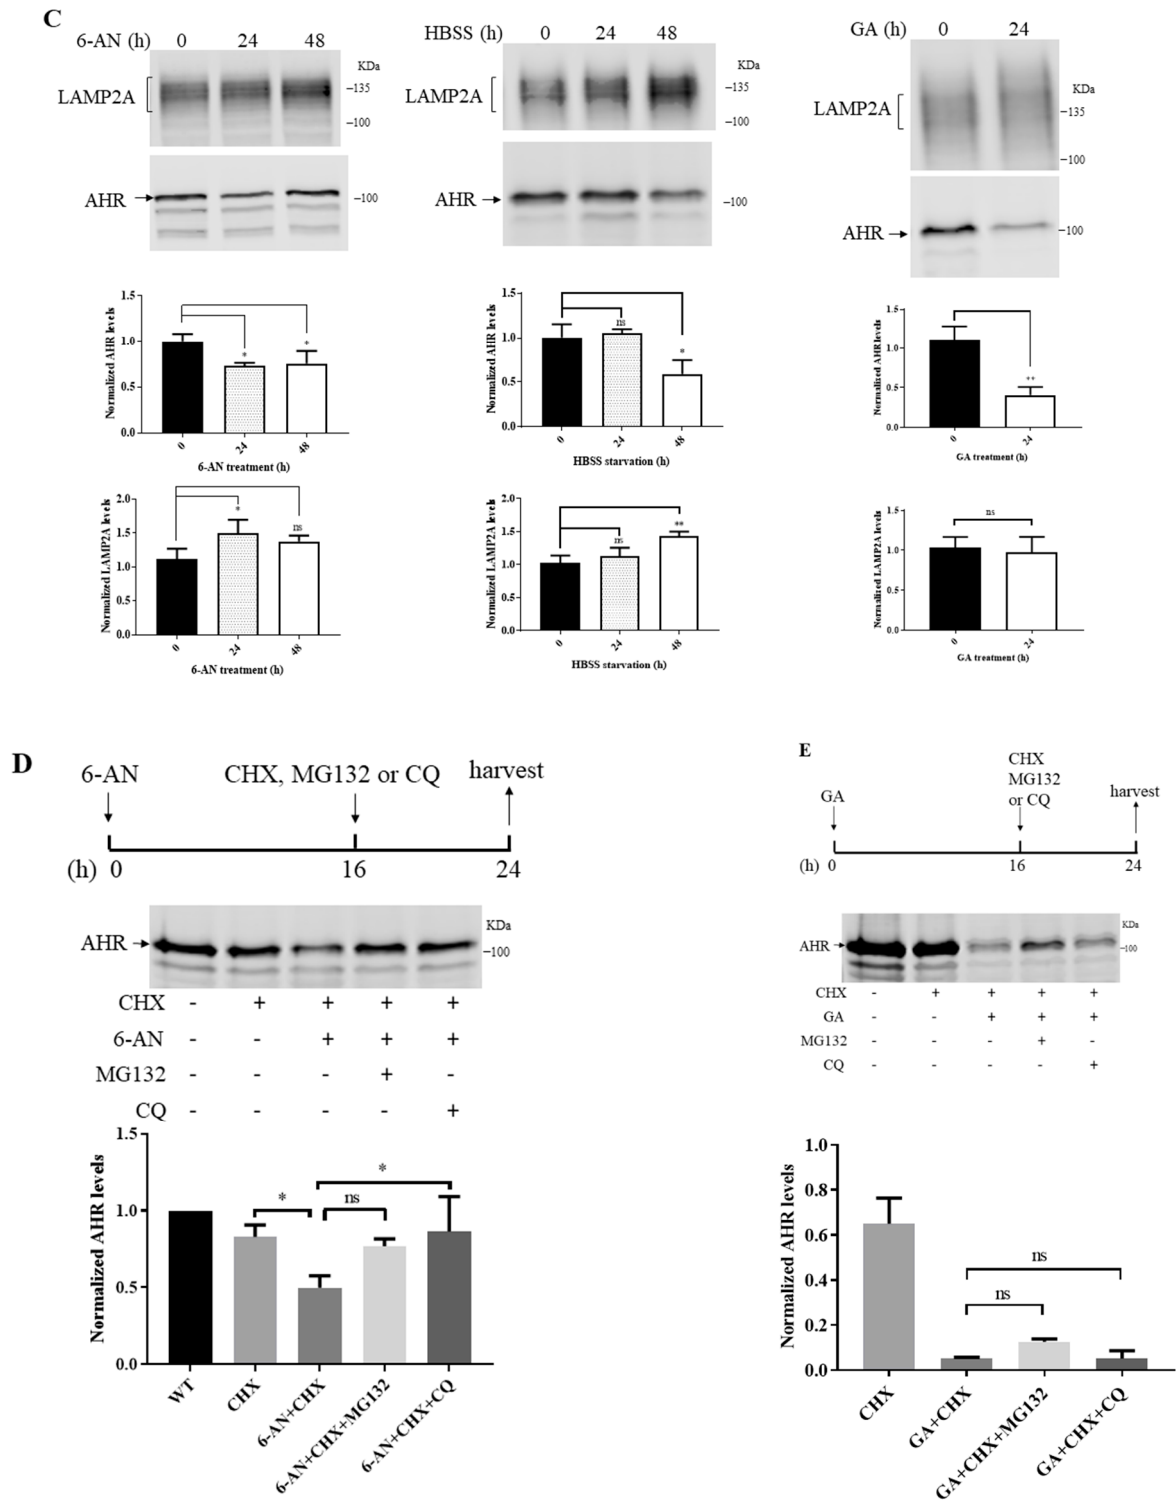 C
6-AN (h) 0 24 48
KDa
LAMP2A
–135
–100
AHR
–100
HBSS (h) 0 24 48
KDa
LAMP2A
–135
–100
AHR
–100
GA (h) 0 24
KDa
LAMP2A
–135
–100
AHR
–100
Normalized AHR levels
1.5
1.0
0.5
0.0
*
*
0 24 48
6-AN treatment (h)
Normalized AHR levels
1.5
1.0
0.5
0.0
ns
*
0 24 48
HBSS starvation (h)
Normalized AHR levels
1.5
1.0
0.5
0.0
**
0 24
GA treatment (h)
Normalized LAMP2A levels
2.0
1.5
1.0
0.5
0.0
*
ns
0 24 48
6-AN treatment (h)
Normalized LAMP2A levels
2.0
1.5
1.0
0.5
0.0
ns
**
0 24 48
HBSS starvation (h)
Normalized LAMP2A levels
1.5
1.0
0.5
0.0
ns
0 24
GA treatment (h)
D
6-AN
CHX, MG132 or CQ
harvest
(h) 0 16 24
KDa
AHR
–100
CHX - + + + +
6-AN - - + + +
MG132 - - - + -
CQ - - - - +
Normalized AHR levels
1.5
1.0
0.5
0.0
*
ns
*
WT
CHX
6-AN+CHX
6-AN+CHX+MG132
6-AN+CHX+CQ
E
GA
CHX
MG132
or CQ
harvest
(h) 0 16 24
KDa
AHR
–100
CHX - + + + +
GA - - + + +
MG132 - - - + -
CQ - - - - +
Normalized AHR levels
1.0
0.8
0.6
0.4
0.2
0.0
ns
ns
CHX
GA+CHX
GA+CHX+MG132
GA+CHX+CQ